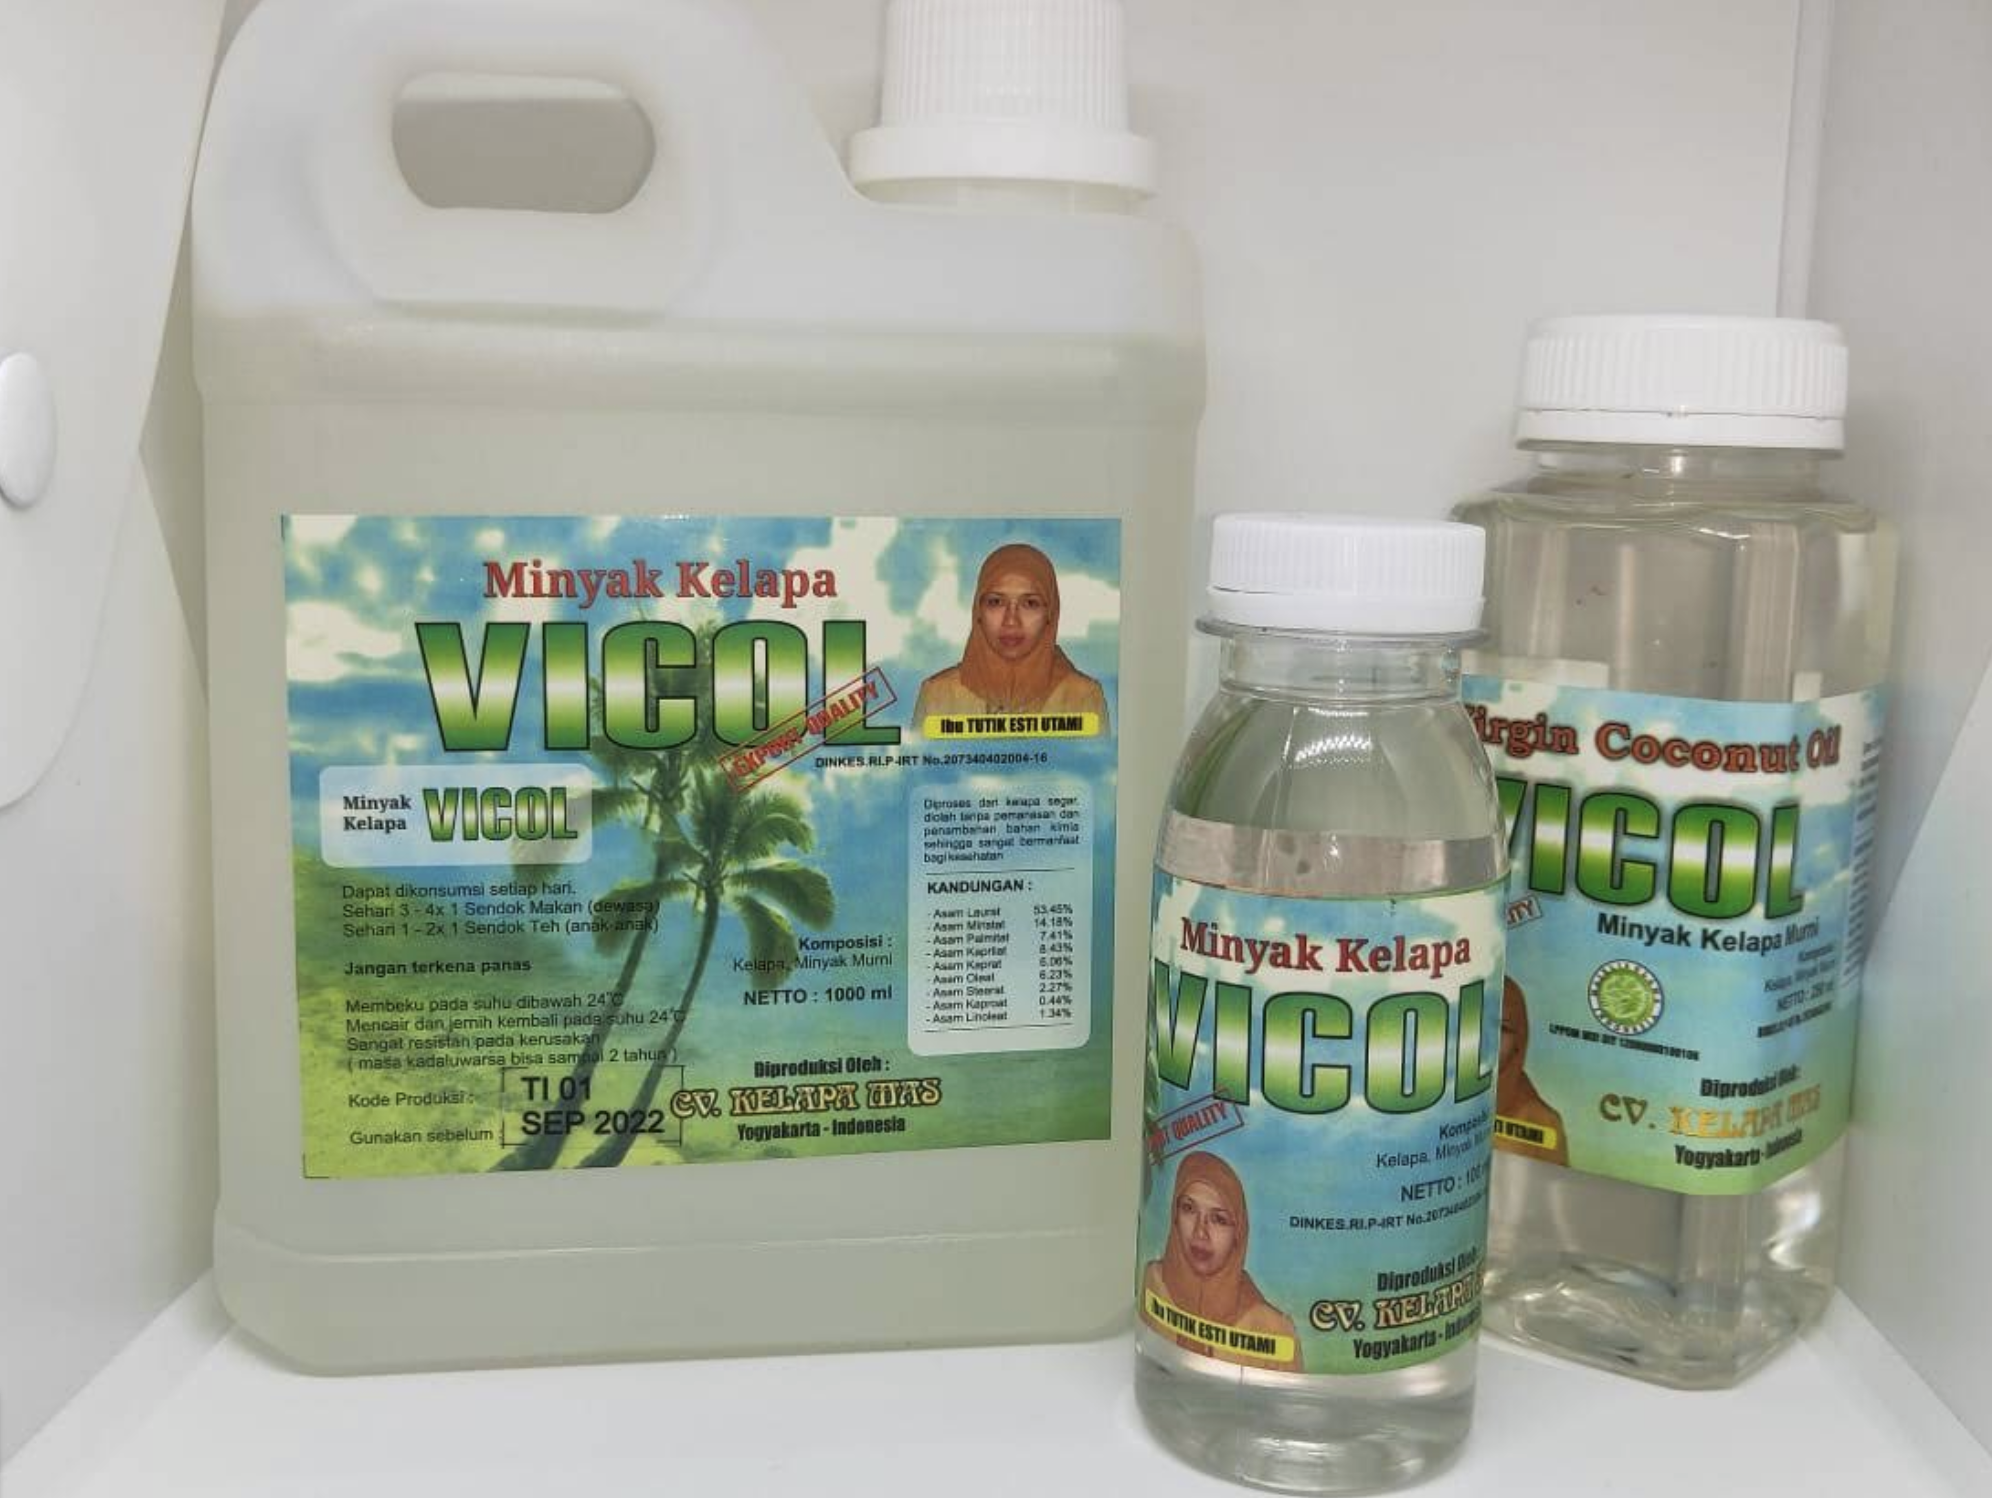 Minyak Kelapa
VICOL
EXPORT QUALITY
Ibu TUTIK ESTI UTAMI
DINKES.RI.P-IRT No.207340402004-16
Minyak
Kelapa
VICOL
Dapat dikonsumsi setiap hari.
Sehari 3 - 4x 1 Sendok Makan (dewasa)
Sehari 1 - 2x 1 Sendok Teh (anak-anak)
Jangan terkena panas
Membeku pada suhu dibawah 24°C
Mencair dan jernih kembali pada suhu 24°C
Sangat resistan pada kerusakan
( masa kadaluwarsa bisa sampai 2 tahun )
Kode Produksi : TI 01
Gunakan sebelum : SEP 2022
Komposisi :
Kelapa, Minyak Murni
NETTO : 1000 ml
Diproses dari kelapa segar,
diolah tanpa pemanasan dan
penambahan bahan kimia
sehingga sangat bermanfaat
bagi kesehatan
KANDUNGAN :
- Asam Laurat 53.45%
- Asam Miristat 14.18%
- Asam Palmitat 7.41%
- Asam Kaprilat 8.43%
- Asam Kaprat 6.06%
- Asam Oleat 6.23%
- Asam Stearat 2.27%
- Asam Kaproat 0.44%
- Asam Linoleat 1.34%
Diproduksi Oleh :
CV. KELAPA MAS
Yogyakarta - Indonesia
Minyak Kelapa
VICOL
QUALITY
Kelapa, Minyak
NETTO :
DINKES.RI.P-IRT
Ibu TUTIK ESTI UTAMI
Diproduksi
CV.
Yogyakarta -
Coconut Oil
VICOL
Minyak Kelapa Murni
UTAMI
Diproduksi Oleh:
CV. KELAPA MAS
Yogyakarta - Indonesia